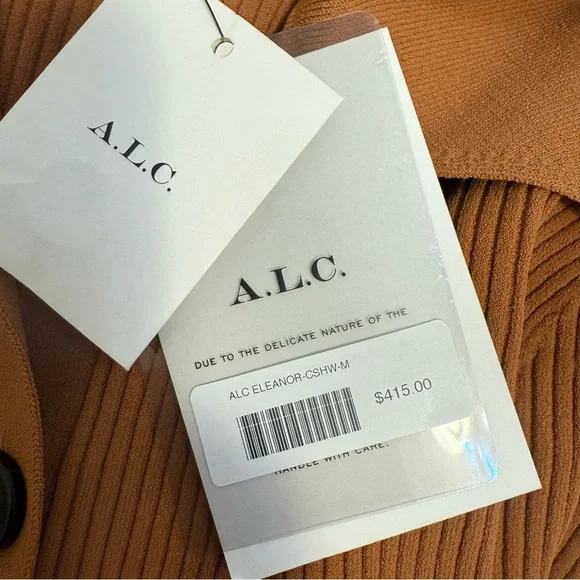 A.L.C.
A.L.C.
DUE TO THE DELICATE NATURE OF THE
ALC ELEANOR-CSHW-M
$415.00
HANDLE WITH CARE.